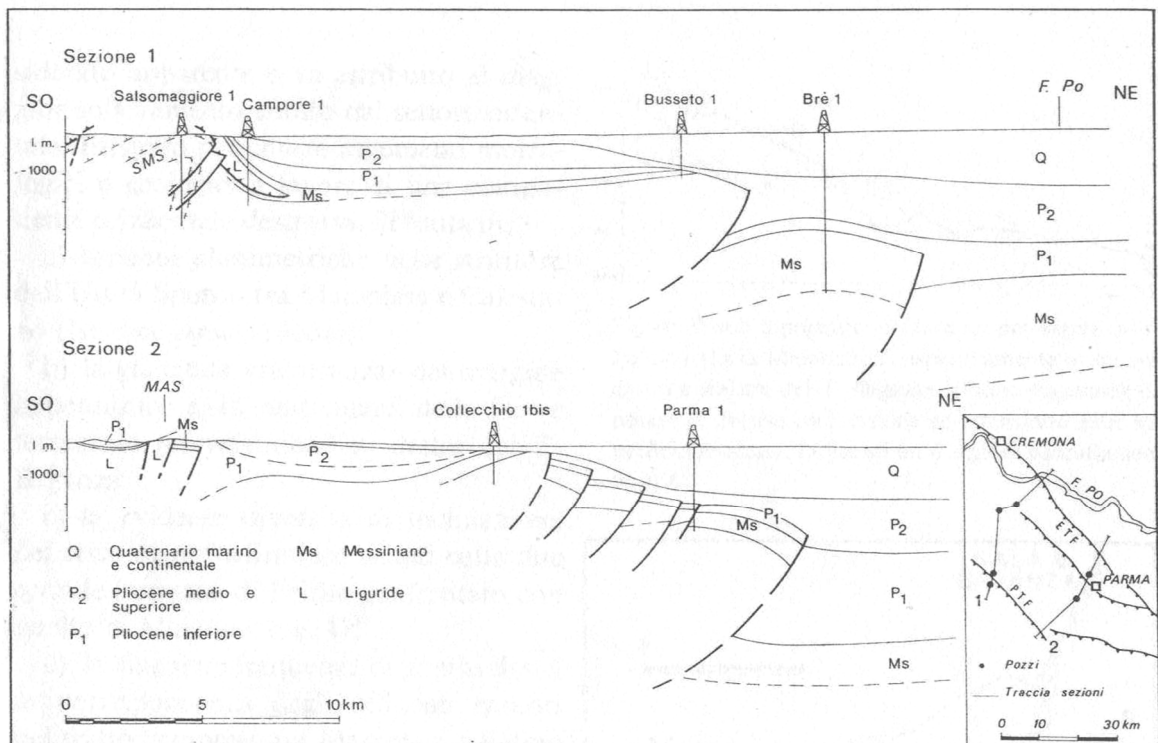 Sezione 1
SO
Salsomaggiore 1
Campore 1
Busseto 1
Brè 1
F. Po
NE
l. m.
-1000
SMS
L
P2
P1
Ms
Q
P2
P1
Ms
Ms
Sezione 2
SO
MAS
Collecchio 1bis
Parma 1
NE
l. m.
-1000
P1
Ms
L
L
P1
P2
P1
Ms
Q
P2
P1
Ms
Q Quaternario marino e continentale
Ms Messiniano
P2 Pliocene medio e superiore
L Liguride
P1 Pliocene inferiore
0 5 10 km
CREMONA
F. PO
ETF
PARMA
PTF
1
2
Pozzi
Traccia sezioni
0 10 30 km